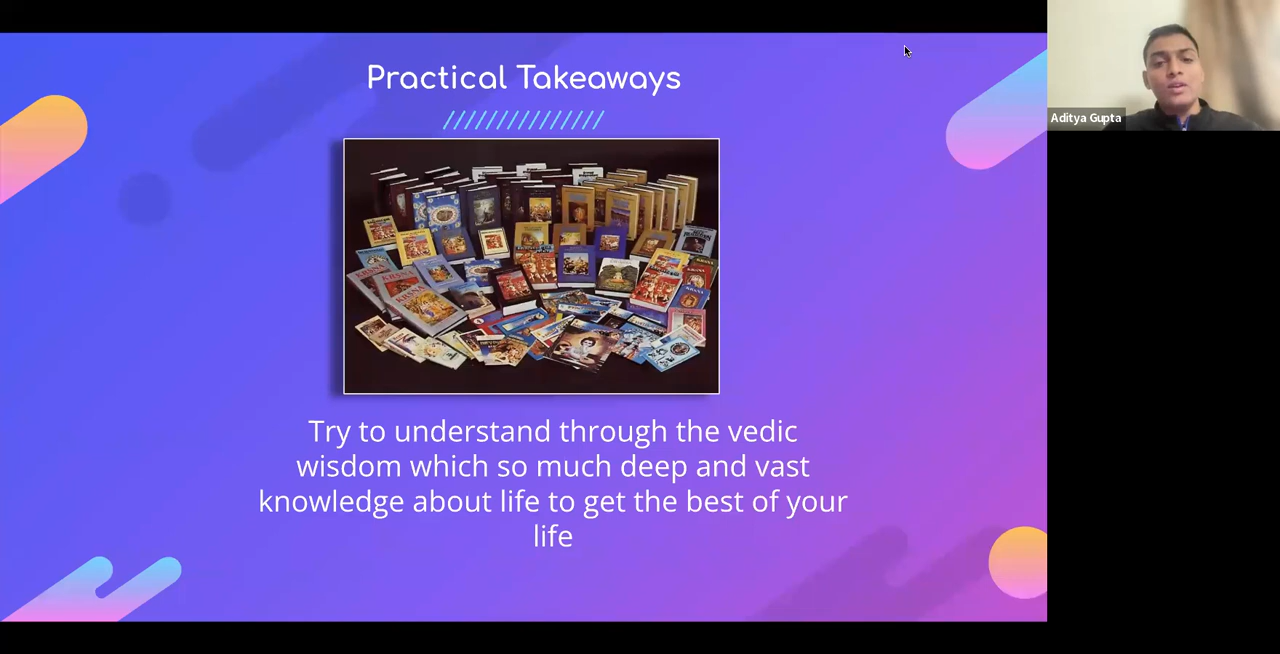 Practical Takeaways
Aditya Gupta
KRSNA
Try to understand through the vedic
wisdom which so much deep and vast
knowledge about life to get the best of your
life